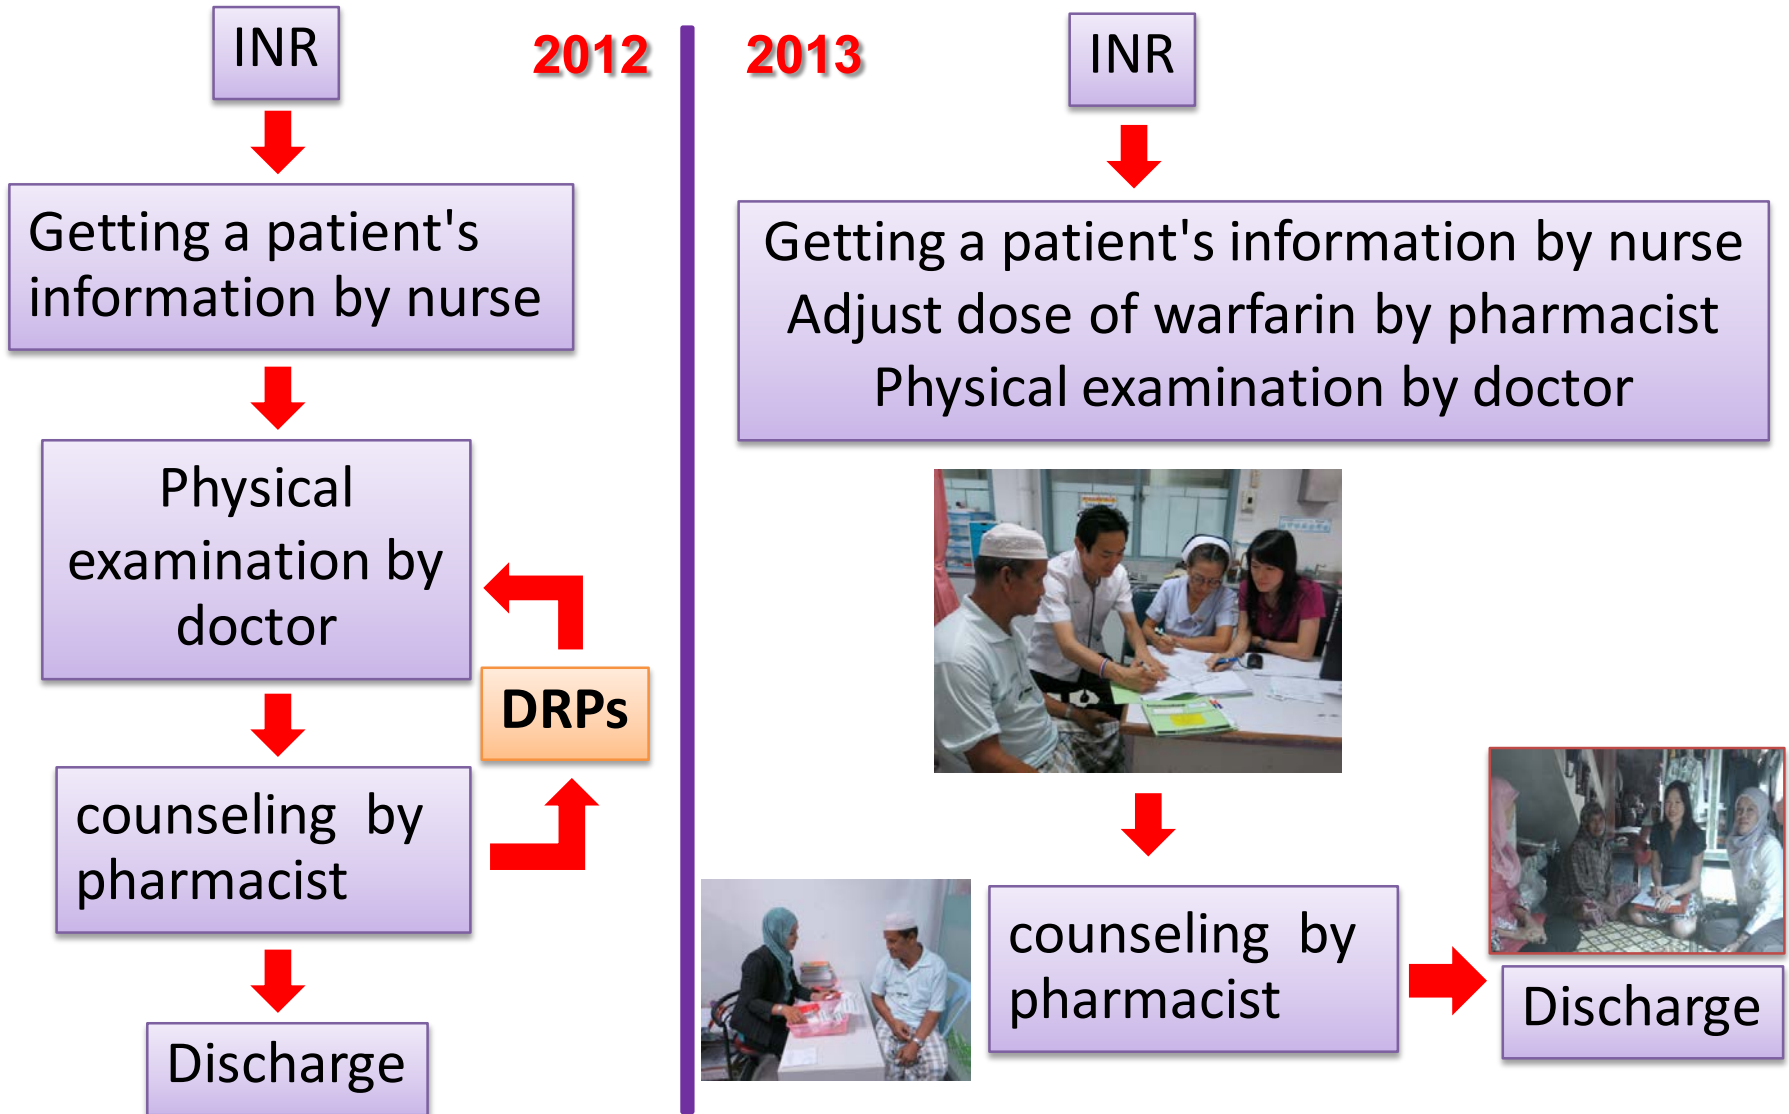 INR
2012
Getting a patient's
information by nurse
Physical
examination by
doctor
DRPs
counseling  by
pharmacist
Discharge
2013
INR
Getting a patient's information by nurse
Adjust dose of warfarin by pharmacist
Physical examination by doctor
counseling  by
pharmacist
Discharge